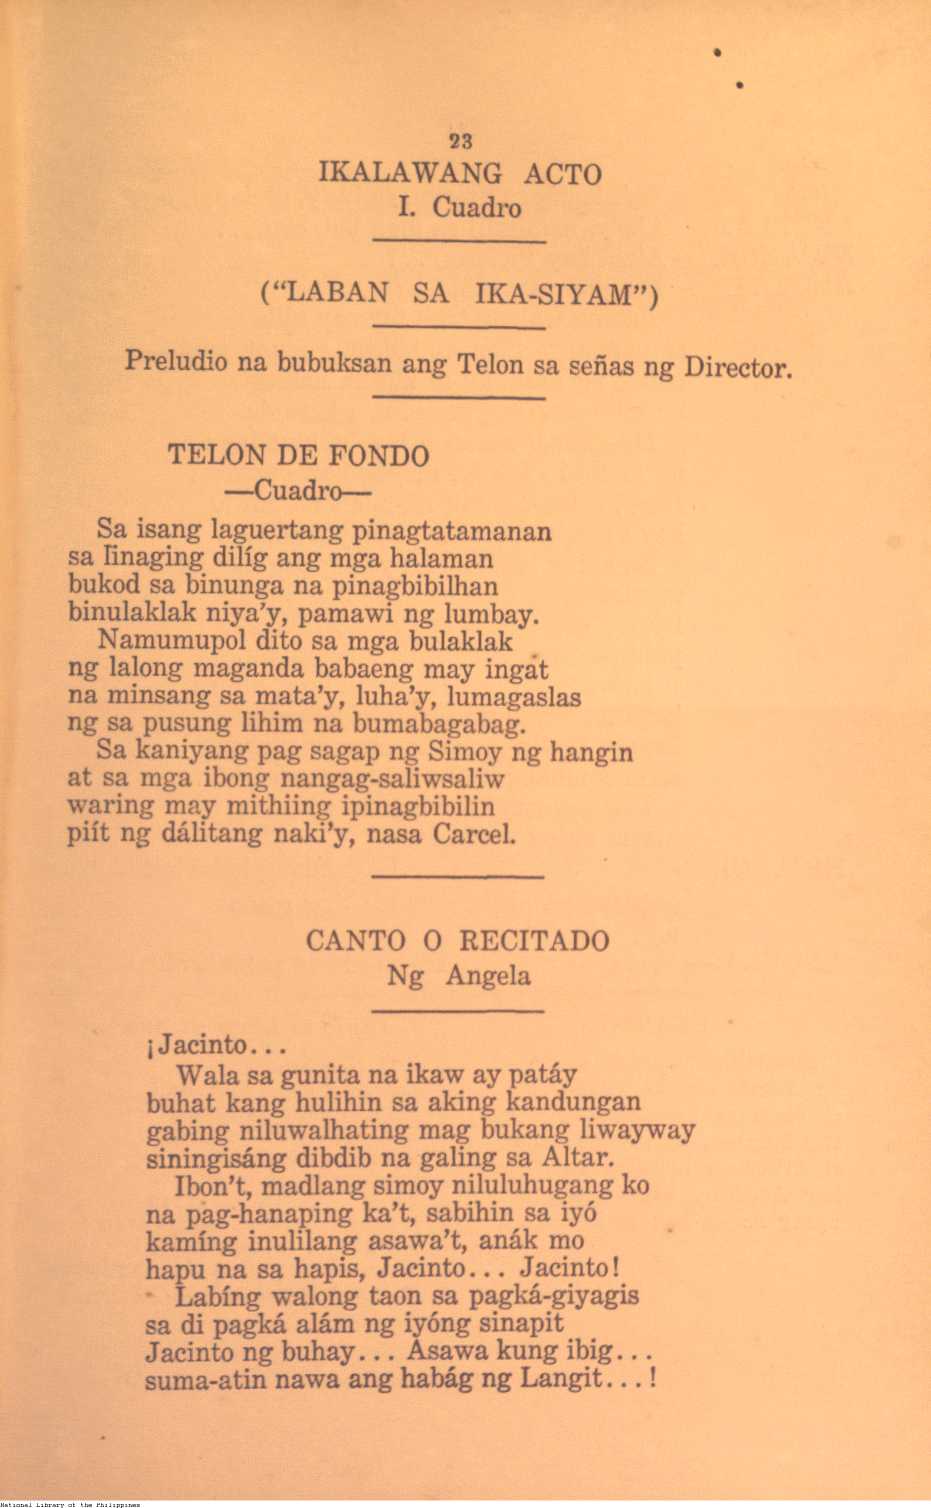 23
IKALAWANG ACTO
I. Cuadro
("LABAN SA IKA-SIYAM")
Preludio na bubuksan ang Telon sa señas ng Director.
TELON DE FONDO
—Cuadro—
Sa isang laguertang pinagtatamanan
sa linaging dilíg ang mga halaman
bukod sa binunga na pinagbibilhan
binulaklak niya'y, pamawi ng lumbay.
Namumupol dito sa mga bulaklak
ng lalong maganda babaeng may ingat
na minsang sa mata'y, luha'y, lumagaslas
ng sa pusung lihim na bumabagabag.
Sa kaniyang pag sagap ng Simoy ng hangin
at sa mga ibong nangag-saliwsaliw
waring may mithiing ipinagbibilin
piít ng dálitang naki'y, nasa Carcel.
CANTO O RECITADO
Ng Angela
¡Jacinto...
Wala sa gunita na ikaw ay patáy
buhat kang hulihin sa aking kandungan
gabing niluwalhating mag bukang liwayway
siningisáng dibdib na galing sa Altar.
Ibon't, madlang simoy niluluhugang ko
na pag-hanaping ka't, sabihin sa iyó
kamíng inulilang asawa't, anák mo
hapu na sa hapis, Jacinto... Jacinto!
Labíng walong taon sa pagká-giyagis
sa di pagká alám ng iyóng sinapit
Jacinto ng buhay... Asawa kung ibig...
suma-atin nawa ang habág ng Langit...!
National Library of the Philippines